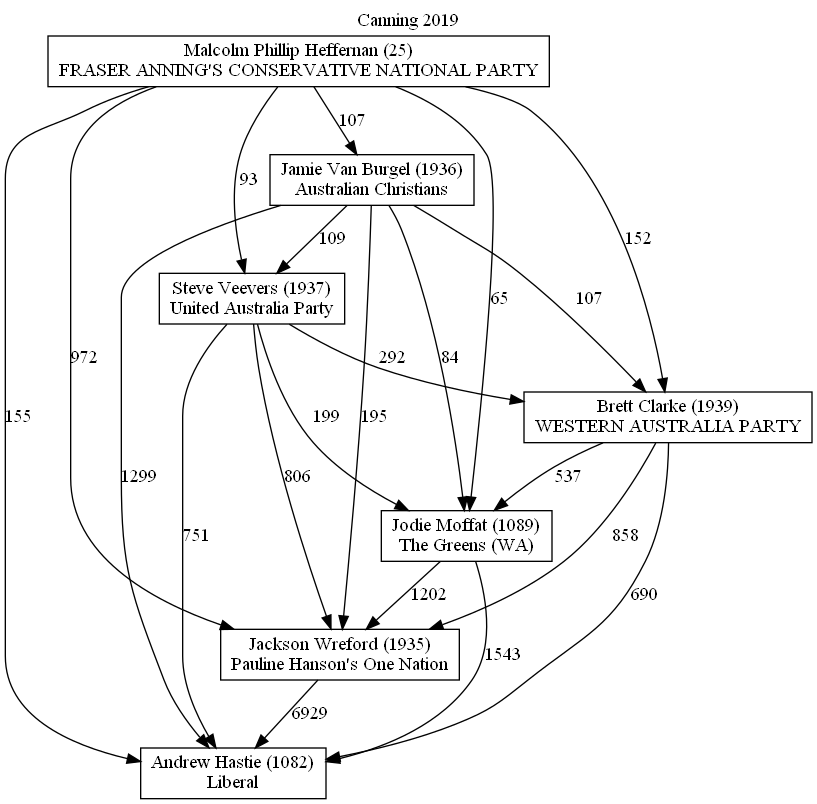 Canning 2019
Malcolm Phillip Heffernan (25)
FRASER ANNING'S CONSERVATIVE NATIONAL PARTY
107
Jamie Van Burgel (1936)
Australian Christians
93
109
152
Steve Veevers (1937)
United Australia Party
65
107
972
292
84
155
199
195
Brett Clarke (1939)
WESTERN AUSTRALIA PARTY
1299
806
537
751
Jodie Moffat (1089)
The Greens (WA)
858
1202
690
Jackson Wreford (1935)
Pauline Hanson's One Nation
1543
6929
Andrew Hastie (1082)
Liberal